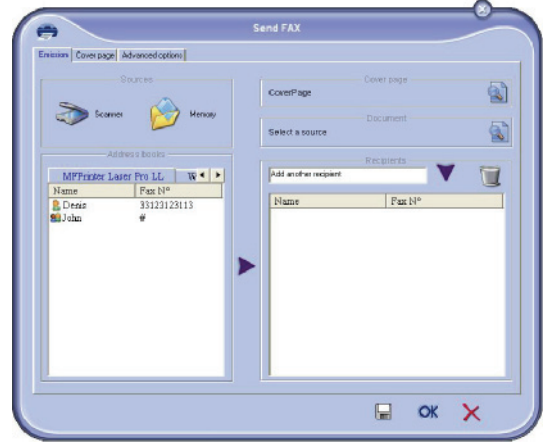 Send FAX
Emission Cover page Advanced options
Sources
Scanner Memory
Address books
MFPrinter Laser Pro LL W
Name Fax N°
Denis 33123123113
John #
Cover page
CoverPage
Document
Select a source
Recipients
Add another recipient
Name Fax N°
OK